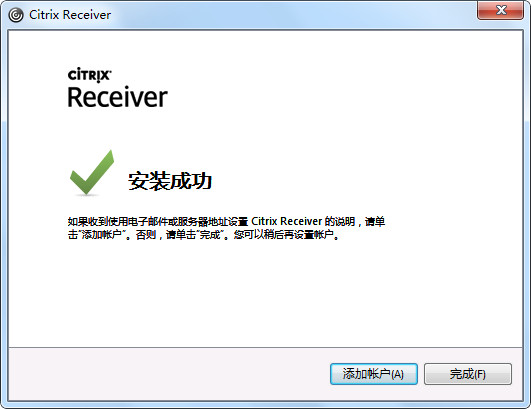 Citrix Receiver
CITRIX
Receiver
安装成功
如果收到使用电子邮件或服务器地址设置 Citrix Receiver 的说明，请单
击"添加帐户"。否则，请单击"完成"。您可以稍后再设置帐户。
添加帐户(A) 完成(F)